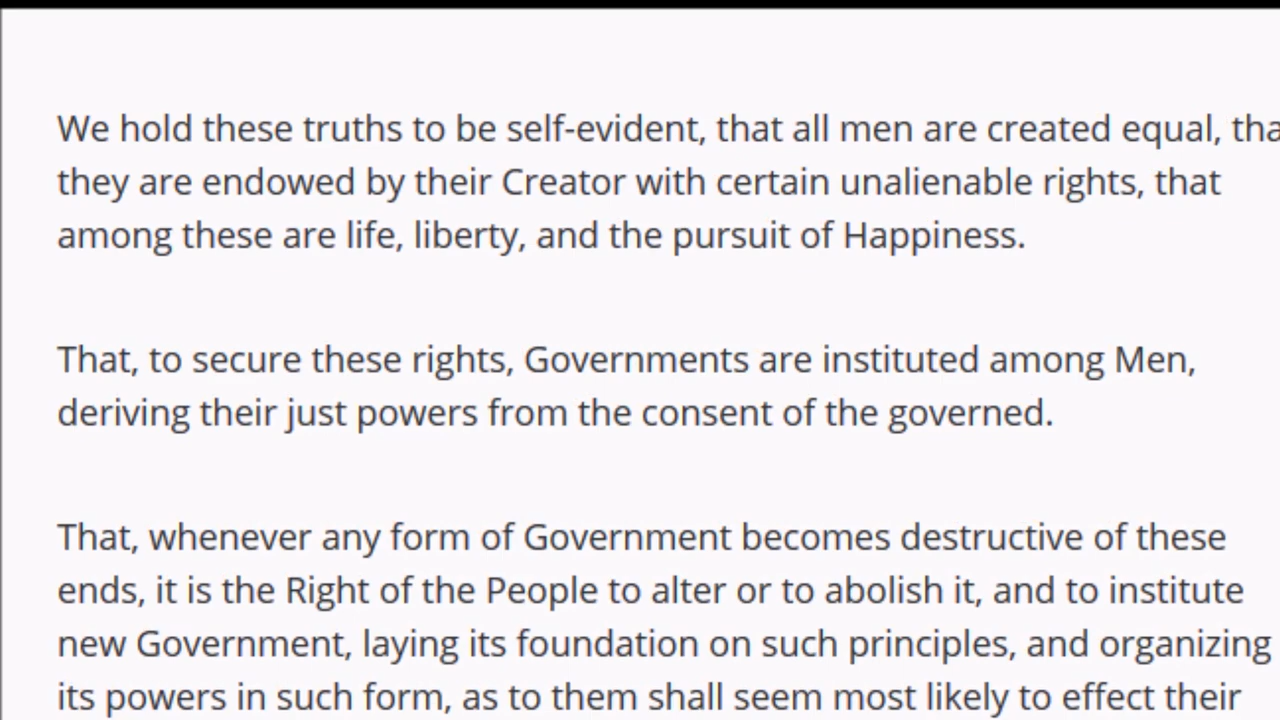 We hold these truths to be self-evident, that all men are created equal, tha
they are endowed by their Creator with certain unalienable rights, that
among these are life, liberty, and the pursuit of Happiness.
That, to secure these rights, Governments are instituted among Men,
deriving their just powers from the consent of the governed.
That, whenever any form of Government becomes destructive of these
ends, it is the Right of the People to alter or to abolish it, and to institute
new Government, laying its foundation on such principles, and organizing
its powers in such form, as to them shall seem most likely to effect their